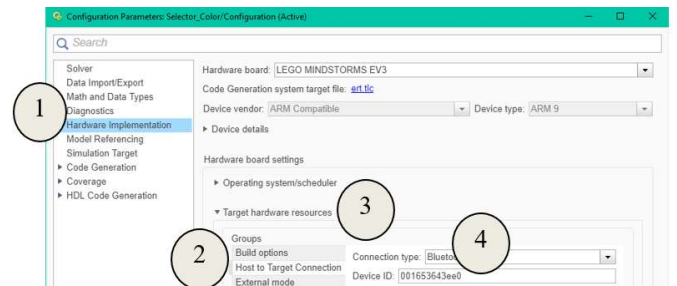 Configuration Parameters: Selector_Color/Configuration (Active)
Search
Solver
Data Import/Export
Math and Data Types
Diagnostics
Hardware Implementation
Model Referencing
Simulation Target
Code Generation
Coverage
HDL Code Generation
Hardware board: LEGO MINDSTORMS EV3
Code Generation system target file: ert.tlc
Device vendor: ARM Compatible Device type: ARM 9
Device details
Hardware board settings
Operating system/scheduler
Target hardware resources
Groups
Build options
Host to Target Connection
External mode
Connection type:
Device ID: 001653643ee0
1
2
3
4